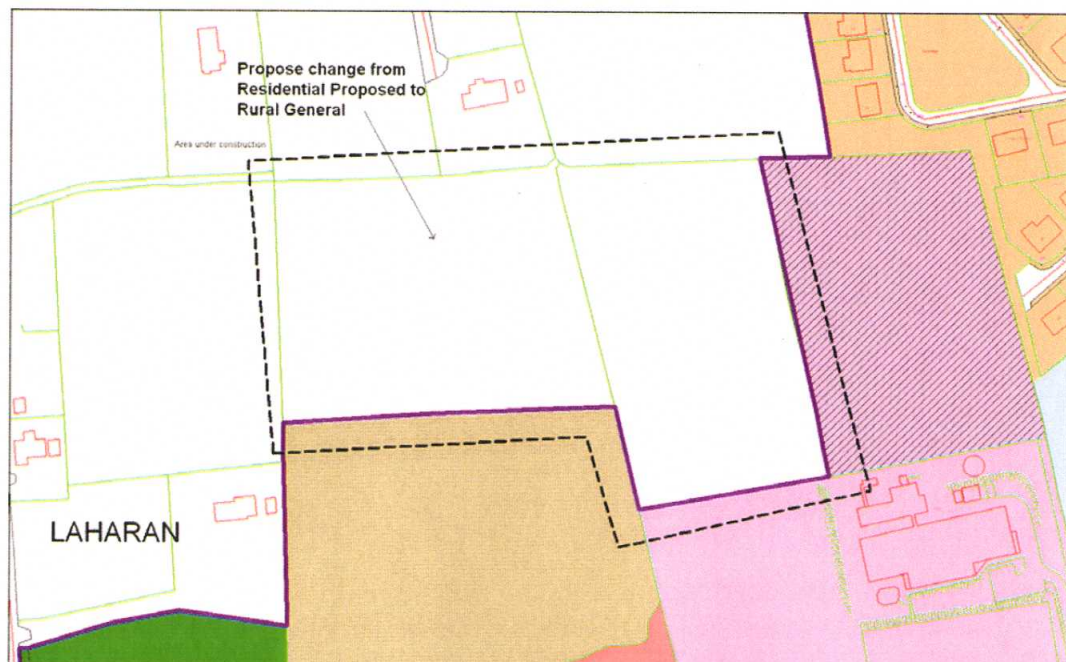 Propose change from
Residential Proposed to
Rural General
Area under construction
LAHARAN